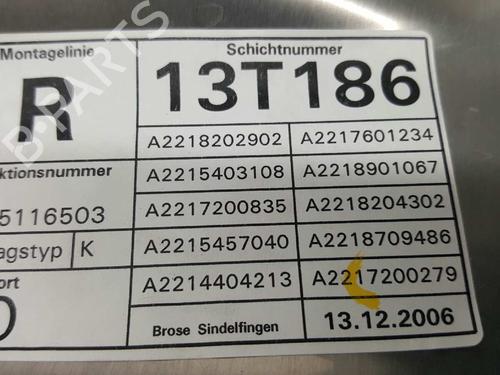 Montagelinie
Schichtnummer
R
13T186
A2218202902
A2217601234
ktionsnummer
A2215403108
A2218901067
5116503
A2217200835
A2218204302
agstyp
K
A2215457040
A2218709486
ort
A2214404213
A2217200279
Brose Sindelfingen
13.12.2006
B-PARTS